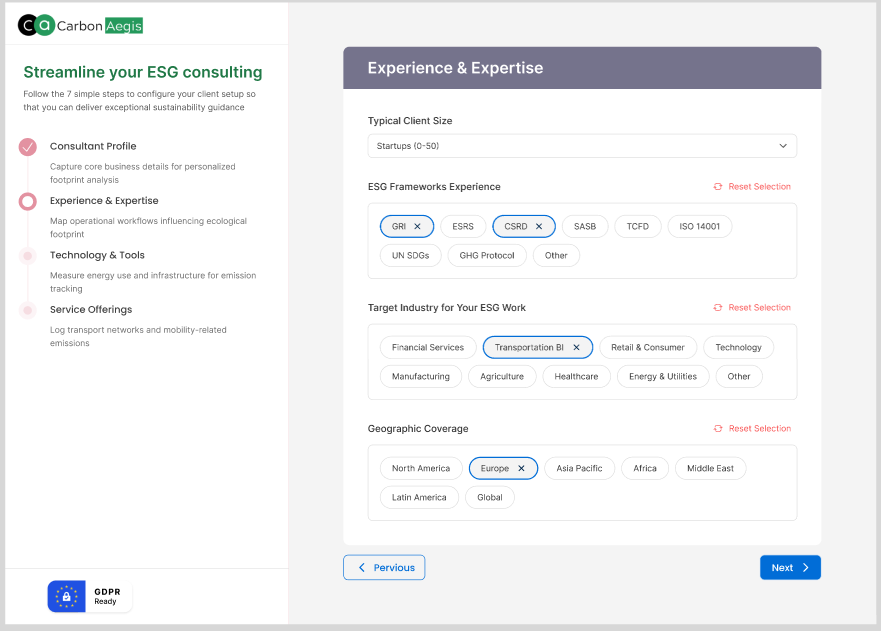 ca Carbon Aegis
Streamline your ESG consulting
Follow the 7 simple steps to configure your client setup so
that you can deliver exceptional sustainability guidance
Consultant Profile
Capture core business details for personalized
footprint analysis
Experience & Expertise
Map operational workflows influencing ecological
footprint
Technology & Tools
Measure energy use and infrastructure for emission
tracking
Service Offerings
Log transport networks and mobility-related
emissions
GDPR
Ready
Experience & Expertise
Typical Client Size
Startups (0-50)
ESG Frameworks Experience Reset Selection
GRI ESRS CSRD SASB TCFD ISO 14001
UN SDGs GHG Protocol Other
Target Industry for Your ESG Work Reset Selection
Financial Services Transportation BI Retail & Consumer Technology
Manufacturing Agriculture Healthcare Energy & Utilities Other
Geographic Coverage Reset Selection
North America Europe Asia Pacific Africa Middle East
Latin America Global
Pervious Next